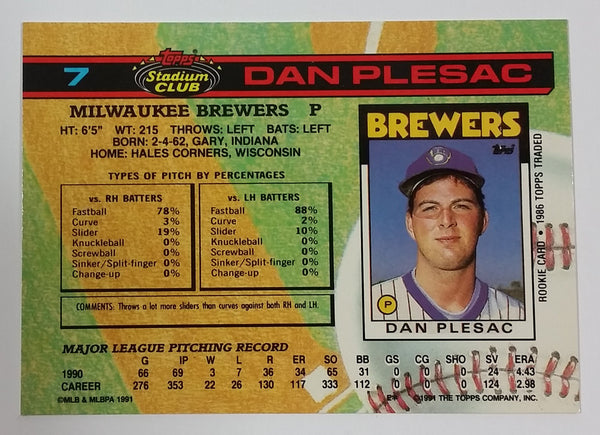 7
Topps
Stadium
CLUB
DAN PLESAC
MILWAUKEE BREWERS P
HT: 6'5" WT: 215 THROWS: LEFT BATS: LEFT
BORN: 2-4-62, GARY, INDIANA
HOME: HALES CORNERS, WISCONSIN
TYPES OF PITCH BY PERCENTAGES
vs. RH BATTERS
Fastball 78%
Curve 3%
Slider 19%
Knuckleball 0%
Screwball 0%
Sinker/Split-finger 0%
Change-up 0%
vs. LH BATTERS
Fastball 88%
Curve 2%
Slider 10%
Knuckleball 0%
Screwball 0%
Sinker/Split-finger 0%
Change-up 0%
COMMENTS: Throws a lot more sliders than curves against both RH and LH.
BREWERS
Topps
P
DAN PLESAC
ROOKIE CARD • 1986 TOPPS TRADED
MAJOR LEAGUE PITCHING RECORD
G IP W L R ER SO BB GS CG SHO SV ERA
1990 66 69 3 7 36 34 65 31 0 0 0 24 4.43
CAREER 276 353 22 26 130 117 333 112 0 0 0 124 2.98
©MLB & MLBPA 1991
©1991 THE TOPPS COMPANY, INC.